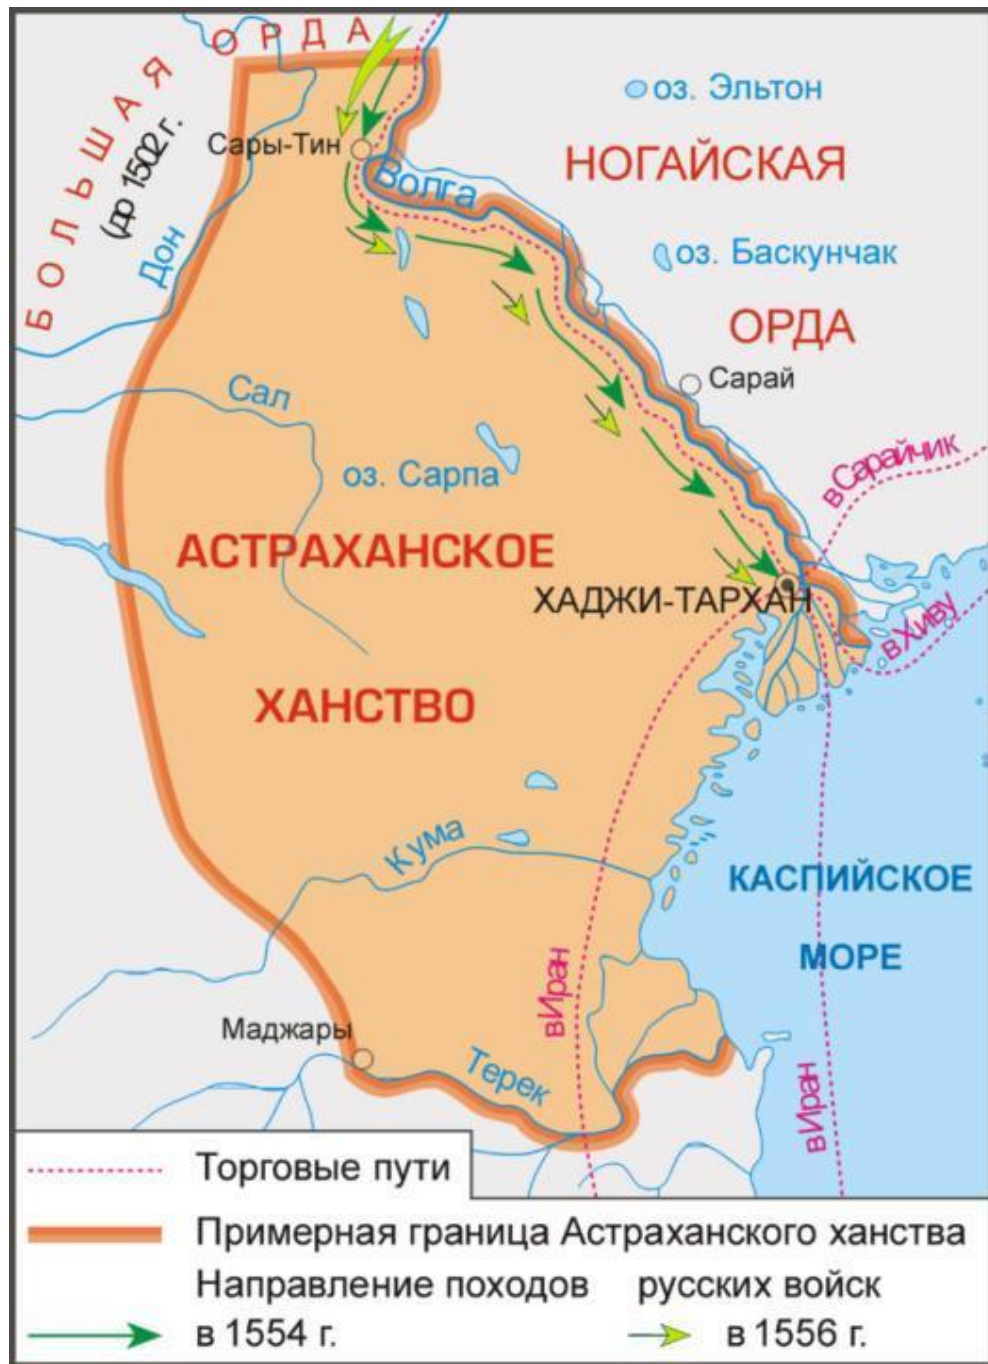 БОЛЬШАЯ ОРДА
(до 1502 г.
оз. Эльтон
Сары-Тин
НОГАЙСКАЯ
Волга
Дон
оз. Баскунчак
ОРДА
Сарай
Сал
в Сарайчик
оз. Сарпа
АСТРАХАНСКОЕ
ХАДЖИ-ТАРХАН
в Хиву
ХАНСТВО
Кума
КАСПИЙСКОЕ
МОРЕ
в Иран
Маджары
Терек
в Иран
Торговые пути
Примерная граница Астраханского ханства
Направление походов русских войск
в 1554 г. в 1556 г.